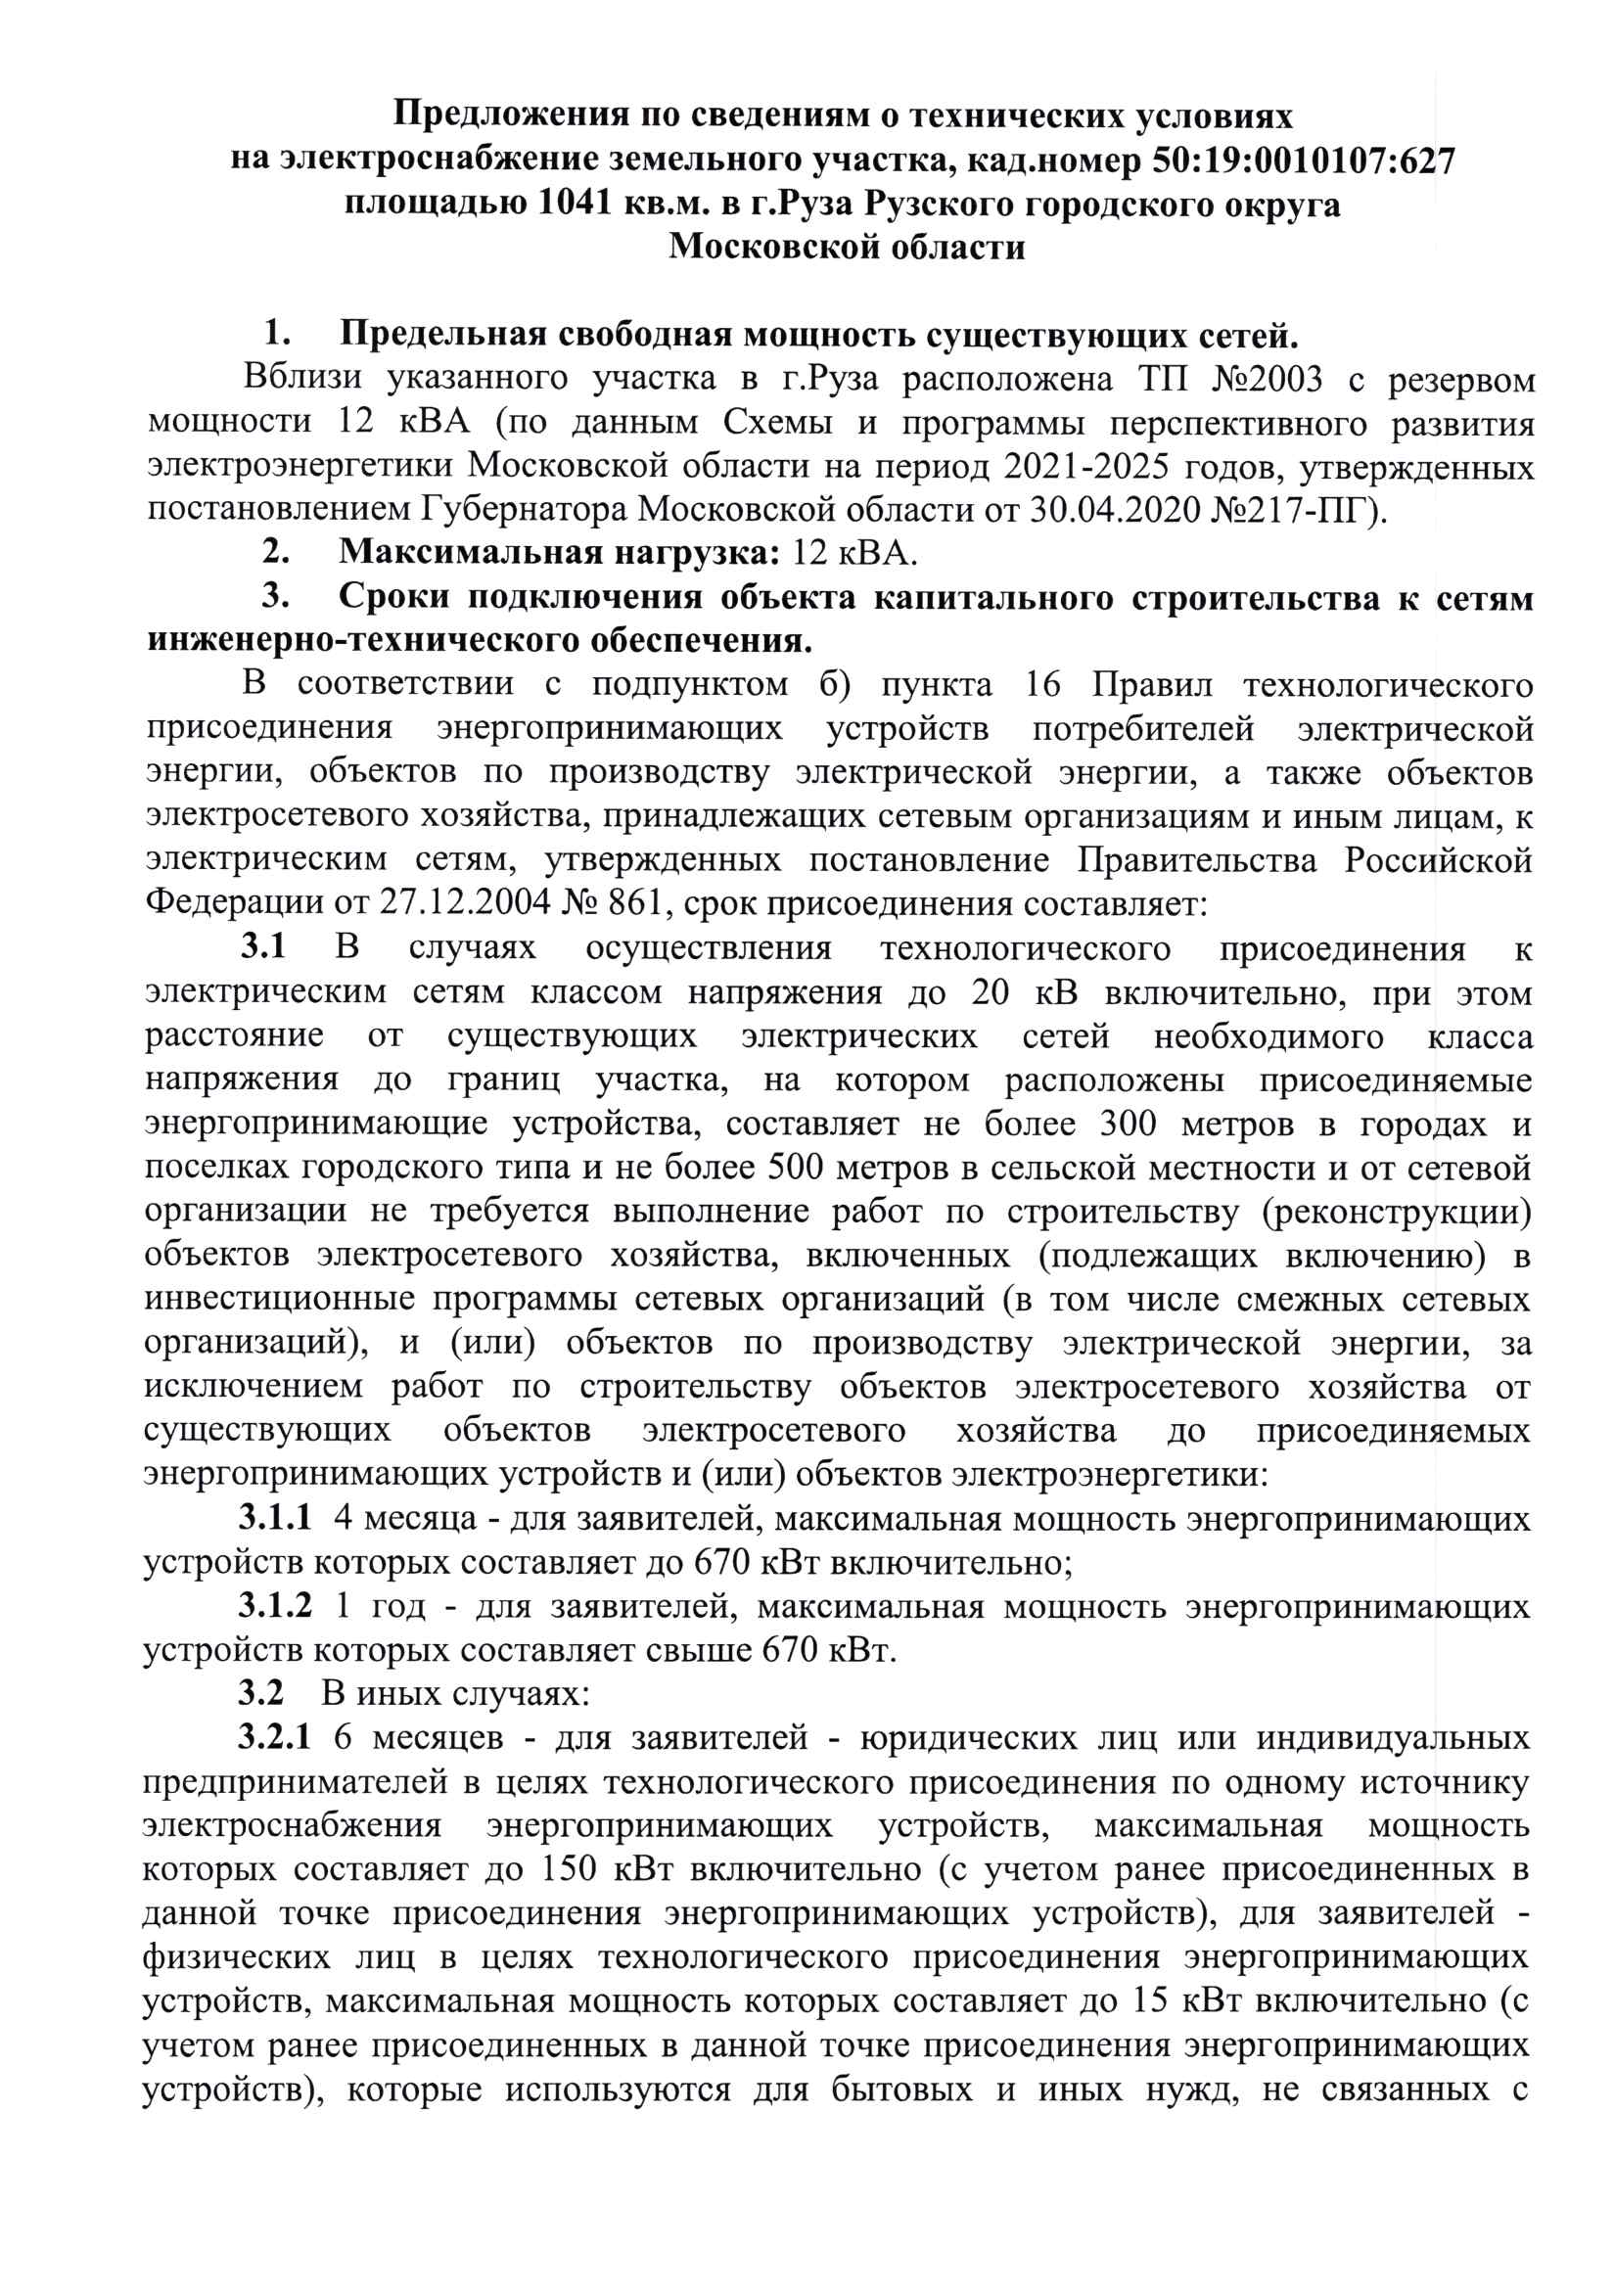 Предложения по сведениям о технических условиях
на электроснабжение земельного участка, кад.номер 50:19:0010107:627
площадью 1041 кв.м. в г.Руза Рузского городского округа
Московской области
1. Предельная свободная мощность существующих сетей.
Вблизи указанного участка в г.Руза расположена ТП №2003 с резервом
мощности 12 кВА (по данным Схемы и программы перспективного развития
электроэнергетики Московской области на период 2021-2025 годов, утвержденных
постановлением Губернатора Московской области от 30.04.2020 №217-ПГ).
2. Максимальная нагрузка: 12 кВА.
3. Сроки подключения объекта капитального строительства к сетям
инженерно-технического обеспечения.
В соответствии с подпунктом б) пункта 16 Правил технологического
присоединения энергопринимающих устройств потребителей электрической
энергии, объектов по производству электрической энергии, а также объектов
электросетевого хозяйства, принадлежащих сетевым организациям и иным лицам, к
электрическим сетям, утвержденных постановление Правительства Российской
Федерации от 27.12.2004 № 861, срок присоединения составляет:
3.1 В случаях осуществления технологического присоединения к
электрическим сетям классом напряжения до 20 кВ включительно, при этом
расстояние от существующих электрических сетей необходимого класса
напряжения до границ участка, на котором расположены присоединяемые
энергопринимающие устройства, составляет не более 300 метров в городах и
поселках городского типа и не более 500 метров в сельской местности и от сетевой
организации не требуется выполнение работ по строительству (реконструкции)
объектов электросетевого хозяйства, включенных (подлежащих включению) в
инвестиционные программы сетевых организаций (в том числе смежных сетевых
организаций), и (или) объектов по производству электрической энергии, за
исключением работ по строительству объектов электросетевого хозяйства от
существующих объектов электросетевого хозяйства до присоединяемых
энергопринимающих устройств и (или) объектов электроэнергетики:
3.1.1 4 месяца - для заявителей, максимальная мощность энергопринимающих
устройств которых составляет до 670 кВт включительно;
3.1.2 1 год - для заявителей, максимальная мощность энергопринимающих
устройств которых составляет свыше 670 кВт.
3.2 В иных случаях:
3.2.1 6 месяцев - для заявителей - юридических лиц или индивидуальных
предпринимателей в целях технологического присоединения по одному источнику
электроснабжения энергопринимающих устройств, максимальная мощность
которых составляет до 150 кВт включительно (с учетом ранее присоединенных в
данной точке присоединения энергопринимающих устройств), для заявителей -
физических лиц в целях технологического присоединения энергопринимающих
устройств, максимальная мощность которых составляет до 15 кВт включительно (с
учетом ранее присоединенных в данной точке присоединения энергопринимающих
устройств), которые используются для бытовых и иных нужд, не связанных с